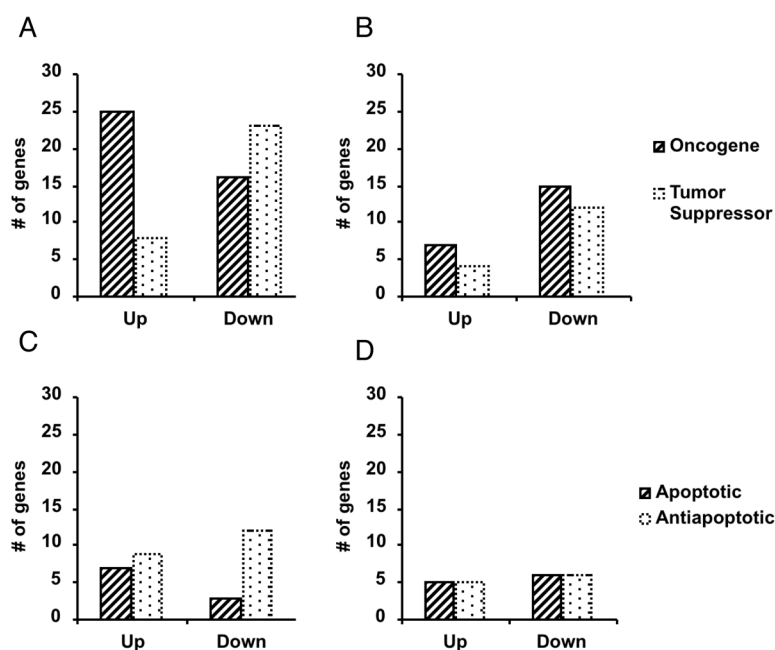 A
30
25
20
15
10
5
0
# of genes
Up
Down
B
30
25
20
15
10
5
0
# of genes
Up
Down
Oncogene
Tumor
Suppressor
C
30
25
20
15
10
5
0
# of genes
Up
Down
D
30
25
20
15
10
5
0
# of genes
Up
Down
Apoptotic
Antiapoptotic